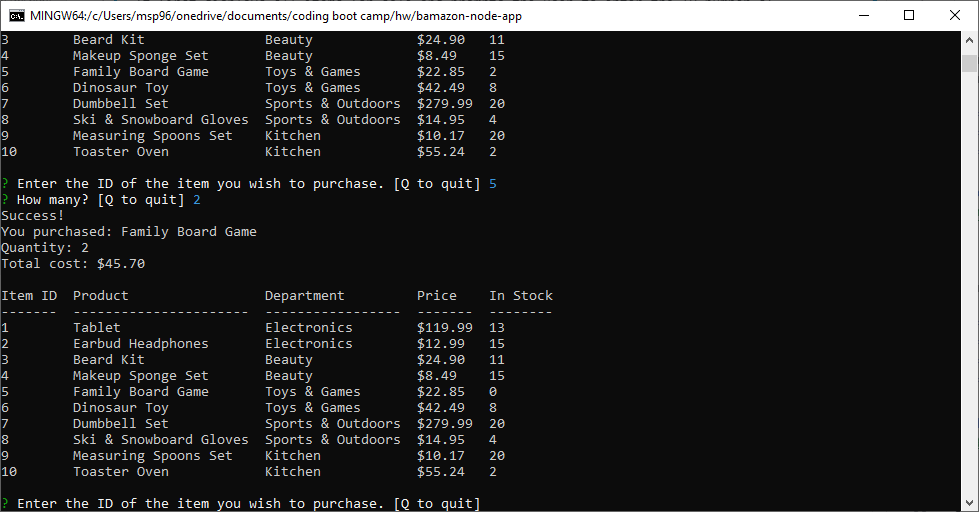 MINGW64:/c/Users/msp96/onedrive/documents/coding boot camp/hw/bamazon-node-app
3 Beard Kit Beauty $24.90 11
4 Makeup Sponge Set Beauty $8.49 15
5 Family Board Game Toys & Games $22.85 2
6 Dinosaur Toy Toys & Games $42.49 8
7 Dumbbell Set Sports & Outdoors $279.99 20
8 Ski & Snowboard Gloves Sports & Outdoors $14.95 4
9 Measuring Spoons Set Kitchen $10.17 20
10 Toaster Oven Kitchen $55.24 2
? Enter the ID of the item you wish to purchase. [Q to quit] 5
? How many? [Q to quit] 2
Success!
You purchased: Family Board Game
Quantity: 2
Total cost: $45.70
Item ID Product Department Price In Stock
------- ---------------------- ----------------- ------- --------
1 Tablet Electronics $119.99 13
2 Earbud Headphones Electronics $12.99 15
3 Beard Kit Beauty $24.90 11
4 Makeup Sponge Set Beauty $8.49 15
5 Family Board Game Toys & Games $22.85 0
6 Dinosaur Toy Toys & Games $42.49 8
7 Dumbbell Set Sports & Outdoors $279.99 20
8 Ski & Snowboard Gloves Sports & Outdoors $14.95 4
9 Measuring Spoons Set Kitchen $10.17 20
10 Toaster Oven Kitchen $55.24 2
? Enter the ID of the item you wish to purchase. [Q to quit]